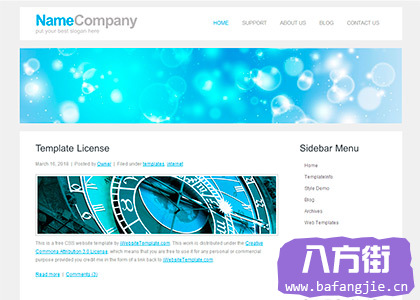 NameCompany
put your best slogan here
HOME SUPPORT ABOUT US BLOG CONTACT US
Template License
March 16, 2010 | Posted by Owner | Filed under templates, internet
This is a free CSS website template by iWebsiteTemplate.com. This work is distributed under the Creative
Commons Attribution 3.0 License, which means that you are free to use it for any personal or commercial
purpose provided you credit me in the form of a link back to iWebsiteTemplate.com.
Read more | Comments (3)
Sidebar Menu
Home
TemplateInfo
Style Demo
Blog
Archives
Web Templates
八方街
www.bafangjie.cn